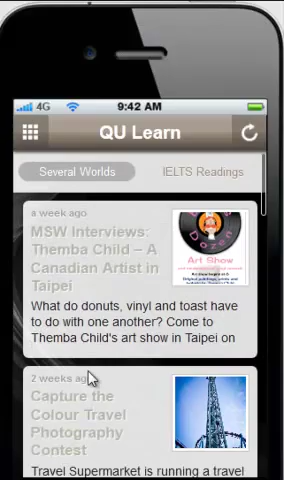 4G 9:42 AM
QU Learn
Several Worlds IELTS Readings
a week ago
MSW Interviews:
Themba Child – A
Canadian Artist in
Taipei
Dozen
Art Show
What do donuts, vinyl and toast have
to do with one another? Come to
Themba Child's art show in Taipei on
2 weeks ago
Capture the
Colour Travel
Photography
Contest
Travel Supermarket is running a travel